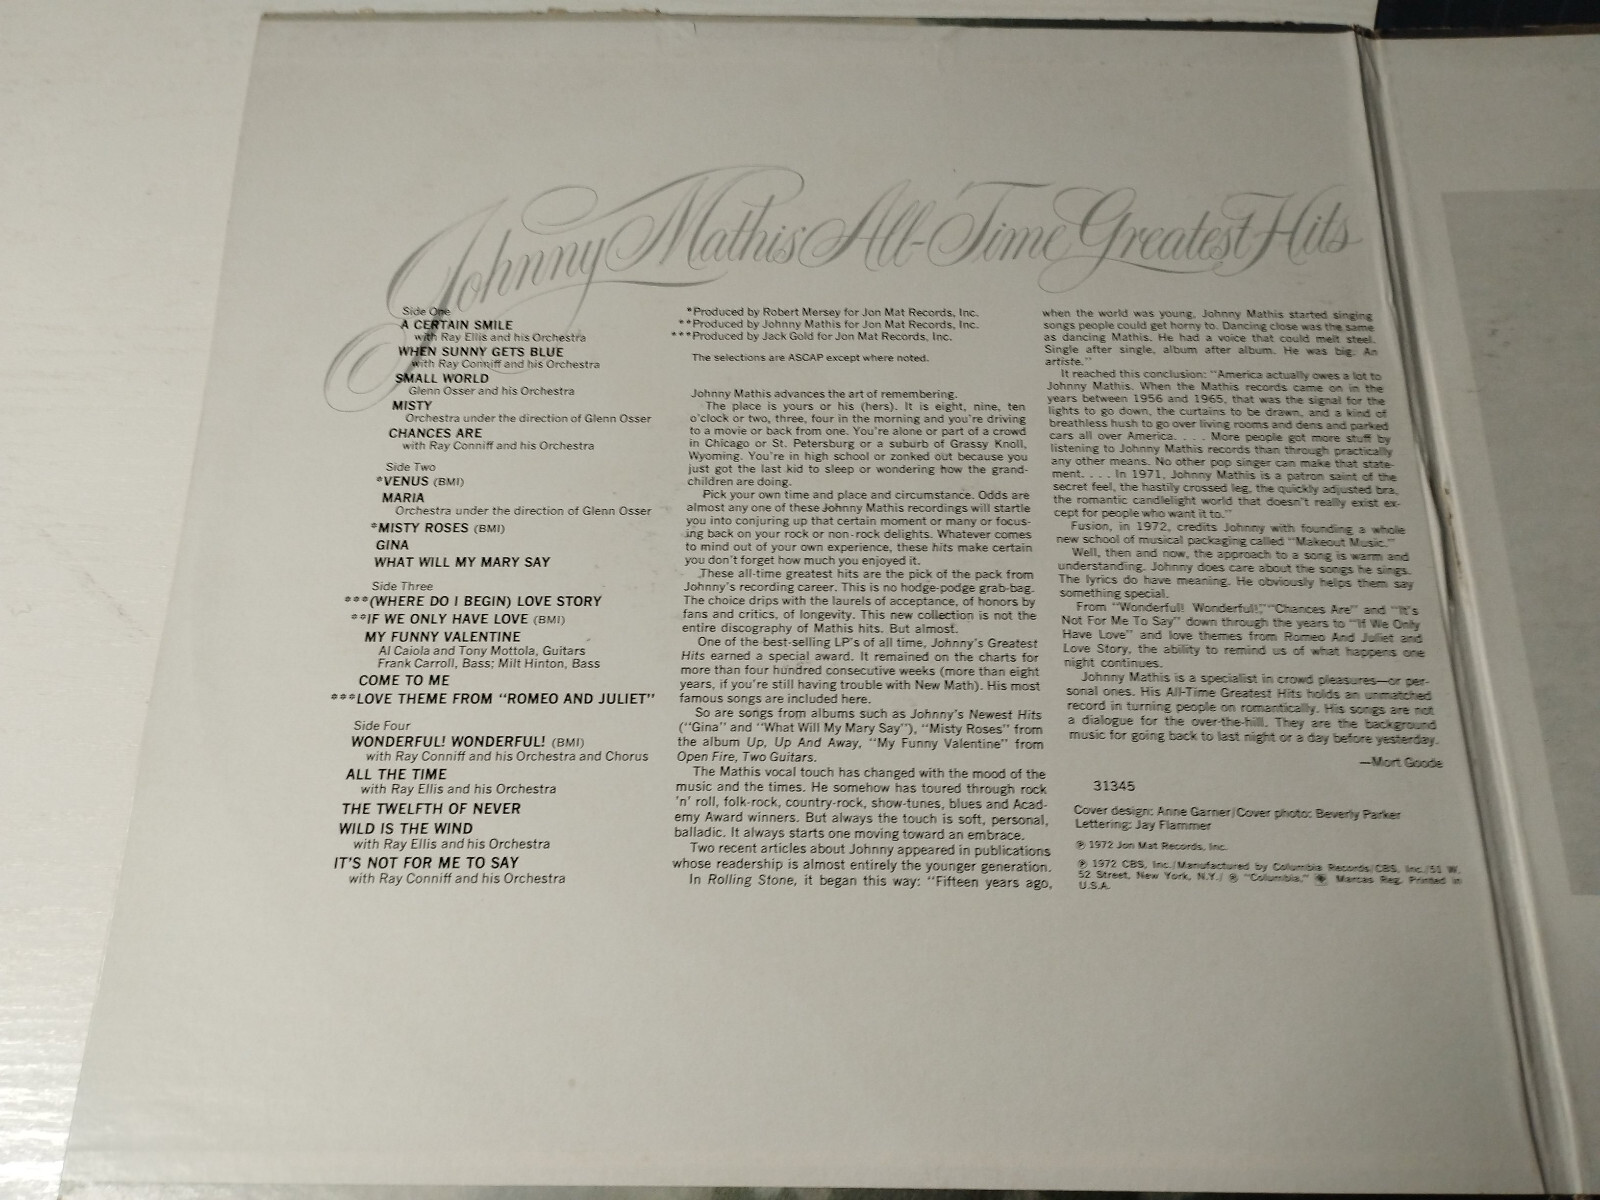 Johnny Mathis All-Time Greatest Hits
Side One
A CERTAIN SMILE
with Ray Ellis and his Orchestra
WHEN SUNNY GETS BLUE
with Ray Conniff and his Orchestra
SMALL WORLD
Glenn Osser and his Orchestra
MISTY
Orchestra under the direction of Glenn Osser
CHANCES ARE
with Ray Conniff and his Orchestra
Side Two
*VENUS (BMI)
MARIA
Orchestra under the direction of Glenn Osser
*MISTY ROSES (BMI)
GINA
WHAT WILL MY MARY SAY
Side Three
***(WHERE DO I BEGIN) LOVE STORY
**IF WE ONLY HAVE LOVE (BMI)
MY FUNNY VALENTINE
Al Caiola and Tony Mottola, Guitars
Frank Carroll, Bass; Milt Hinton, Bass
COME TO ME
***LOVE THEME FROM "ROMEO AND JULIET"
Side Four
WONDERFUL! WONDERFUL! (BMI)
with Ray Conniff and his Orchestra and Chorus
ALL THE TIME
with Ray Ellis and his Orchestra
THE TWELFTH OF NEVER
WILD IS THE WIND
with Ray Ellis and his Orchestra
IT'S NOT FOR ME TO SAY
with Ray Conniff and his Orchestra
*Produced by Robert Mersey for Jon Mat Records, Inc.
**Produced by Johnny Mathis for Jon Mat Records, Inc.
***Produced by Jack Gold for Jon Mat Records, Inc.
The selections are ASCAP except where noted.
Johnny Mathis advances the art of remembering.
The place is yours or his (hers). It is eight, nine, ten
o'clock or two, three, four in the morning and you're driving
to a movie or back from one. You're alone or part of a crowd
in Chicago or St. Petersburg or a suburb of Grassy Knoll,
Wyoming. You're in high school or zonked out because you
just got the last kid to sleep or wondering how the grand-
children are doing.
Pick your own time and place and circumstance. Odds are
almost any one of these Johnny Mathis recordings will startle
you into conjuring up that certain moment or many or focus-
ing back on your rock or non-rock delights. Whatever comes
to mind out of your own experience, these hits make certain
you don't forget how much you enjoyed it.
These all-time greatest hits are the pick of the pack from
Johnny's recording career. This is no hodge-podge grab-bag.
The choice drips with the laurels of acceptance, of honors by
fans and critics, of longevity. This new collection is not the
entire discography of Mathis hits. But almost.
One of the best-selling LP's of all time, Johnny's Greatest
Hits earned a special award. It remained on the charts for
more than four hundred consecutive weeks (more than eight
years, if you're still having trouble with New Math). His most
famous songs are included here.
So are songs from albums such as Johnny's Newest Hits
("Gina" and "What Will My Mary Say"), "Misty Roses" from
the album Up, Up And Away, "My Funny Valentine" from
Open Fire, Two Guitars.
The Mathis vocal touch has changed with the mood of the
music and the times. He somehow has toured through rock
'n' roll, folk-rock, country-rock, show-tunes, blues and Acad-
emy Award winners. But always the touch is soft, personal,
balladic. It always starts one moving toward an embrace.
Two recent articles about Johnny appeared in publications
whose readership is almost entirely the younger generation.
In Rolling Stone, it began this way: "Fifteen years ago,
when the world was young, Johnny Mathis started singing
songs people could get horny to. Dancing close was the same
as dancing Mathis. He had a voice that could melt steel.
Single after single, album after album. He was big. An
artiste."
It reached this conclusion: "America actually owes a lot to
Johnny Mathis. When the Mathis records came on in the
years between 1956 and 1965, that was the signal for the
lights to go down, the curtains to be drawn, and a kind of
breathless hush to go over living rooms and dens and parked
cars all over America. . . . More people got more stuff by
listening to Johnny Mathis records than through practically
any other means. No other pop singer can make that state-
ment. . . . In 1971, Johnny Mathis is a patron saint of the
secret feel, the hastily crossed leg, the quickly adjusted bra,
the romantic candlelight world that doesn't really exist ex-
cept for people who want it to."
Fusion, in 1972, credits Johnny with founding a whole
new school of musical packaging called "Makeout Music."
Well, then and now, the approach to a song is warm and
understanding. Johnny does care about the songs he sings.
The lyrics do have meaning. He obviously helps them say
something special.
From "Wonderful! Wonderful!," "Chances Are" and "It's
Not For Me To Say" down through the years to "If We Only
Have Love" and love themes from Romeo And Juliet and
Love Story, the ability to remind us of what happens one
night continues.
Johnny Mathis is a specialist in crowd pleasures—or per-
sonal ones. His All-Time Greatest Hits holds an unmatched
record in turning people on romantically. His songs are not
a dialogue for the over-the-hill. They are the background
music for going back to last night or a day before yesterday.
—Mort Goode
31345
Cover design: Anne Garner/Cover photo: Beverly Parker
Lettering: Jay Flammer
℗ 1972 Jon Mat Records, Inc.
℗ 1972 CBS, Inc./Manufactured by Columbia Records/CBS, Inc./51 W.
52 Street, New York, N.Y./ ® "Columbia," Marcas Reg. Printed in
U.S.A.